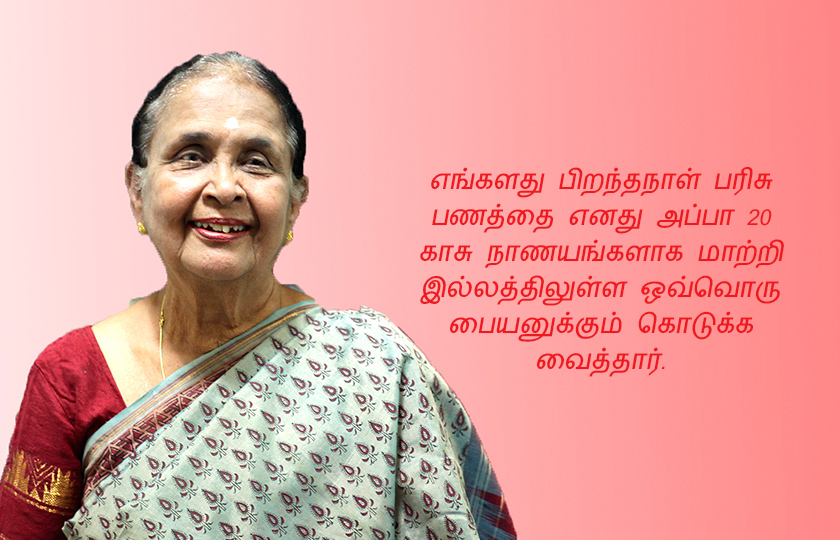 எங்களது பிறந்தநாள் பரிசு
பணத்தை எனது அப்பா 20
காசு நாணயங்களாக மாற்றி
இல்லத்திலுள்ள ஒவ்வொரு
பையனுக்கும் கொடுக்க
வைத்தார்.